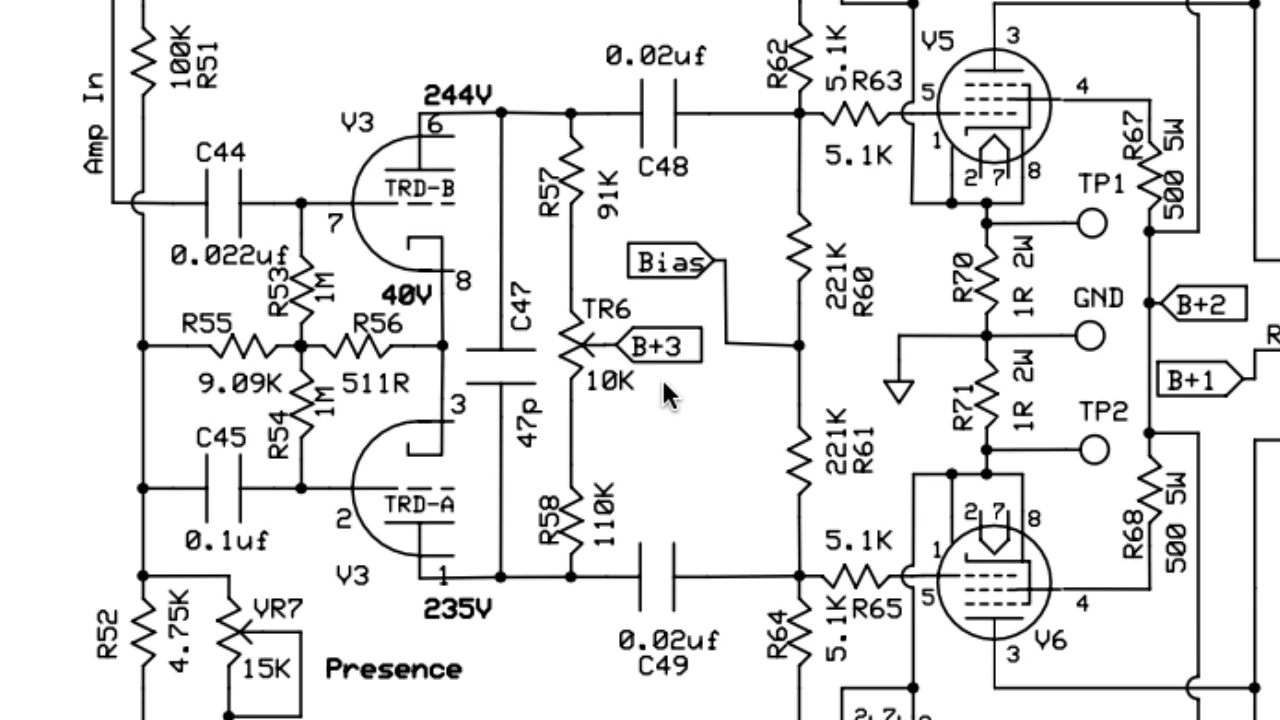 Amp In
100K
R51
C44
0.022uf
R53
1M
R55
9.09K
R56
511R
R54
1M
C45
0.1uf
R52
4.75K
VR7
15K
Presence
V3
244V
6
TRD-B
7
8
40V
3
TRD-A
2
1
V3
235V
C47
47p
R57
91K
TR6
10K
B+3
R58
110K
0.02uf
C48
Bias
0.02uf
C49
R62
5.1K
R63
5.1K
221K
R60
221K
R61
5.1K
R65
R64
5.1K
V5
3
5
4
1
2
7
8
TP1
R70
1R 2W
GND
R71
1R 2W
TP2
R67
500 5W
B+2
B+1
R
R68
500 5W
2
7
8
1
5
4
3
V6